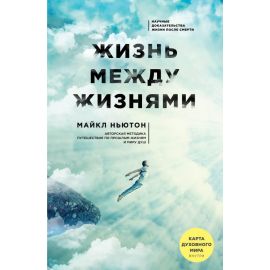 НАУЧНЫЕ
ДОКАЗАТЕЛЬСТВА
ЖИЗНИ ПОСЛЕ СМЕРТИ
ЖИЗНЬ
МЕЖДУ
ЖИЗНЯМИ
МАЙКЛ НЬЮТОН
АВТОРСКАЯ МЕТОДИКА
ПУТЕШЕСТВИЯ ПО ПРОШЛЫМ ЖИЗНЯМ
И МИРУ ДУШ
КАРТА
ДУХОВНОГО
МИРА
ВНУТРИ